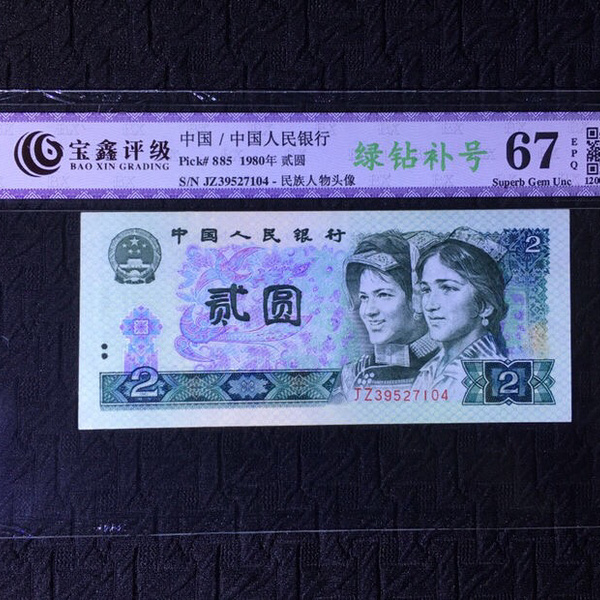 宝鑫评级
BAO XIN GRADING
中国 / 中国人民银行
Pick# 885 1980年 贰圆
S/N JZ39527104 - 民族人物头像
绿钻补号
67
EPQ
Superb Gem Unc
中国人民银行
2
贰圆
2
2
JZ39527104